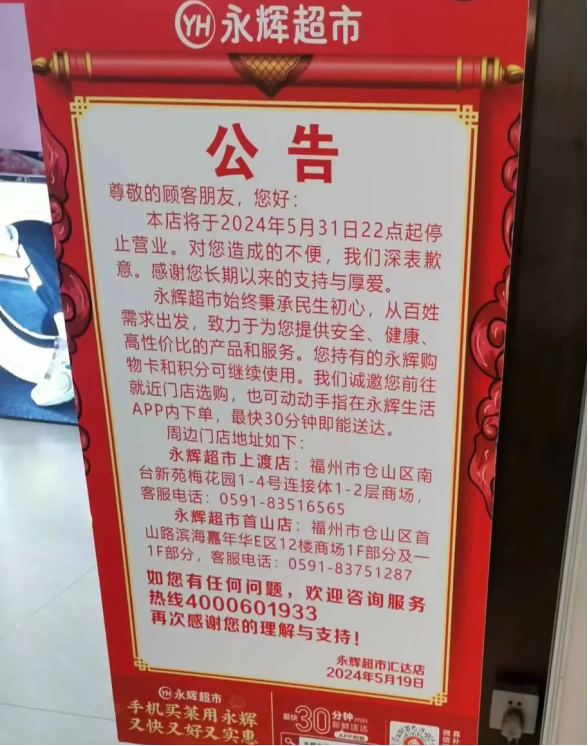 YH 永辉超市
公告
尊敬的顾客朋友，您好：
本店将于2024年5月31日22点起停
止营业。对您造成的不便，我们深表歉
意。感谢您长期以来的支持与厚爱。
永辉超市始终秉承民生初心，从百姓
需求出发，致力于为您提供安全、健康、
高性价比的产品和服务。您持有的永辉购
物卡和积分可继续使用。我们诚邀您前往
就近门店选购，也可动动手指在永辉生活
APP内下单，最快30分钟即能送达。
周边门店地址如下：
永辉超市上渡店：福州市仓山区南
台新苑梅花园1-4号连接体1-2层商场，
客服电话：0591-83516565
永辉超市首山店：福州市仓山区首
山路滨海嘉年华E区12楼商场1F部分及一
1F部分，客服电话：0591-83751287
如您有任何问题，欢迎咨询服务
热线4000601933
再次感谢您的理解与支持！
永辉超市汇达店
2024年5月19日
YH 永辉超市
手机买菜用永辉
又快又好又实惠
最快30分钟min
新鲜送达